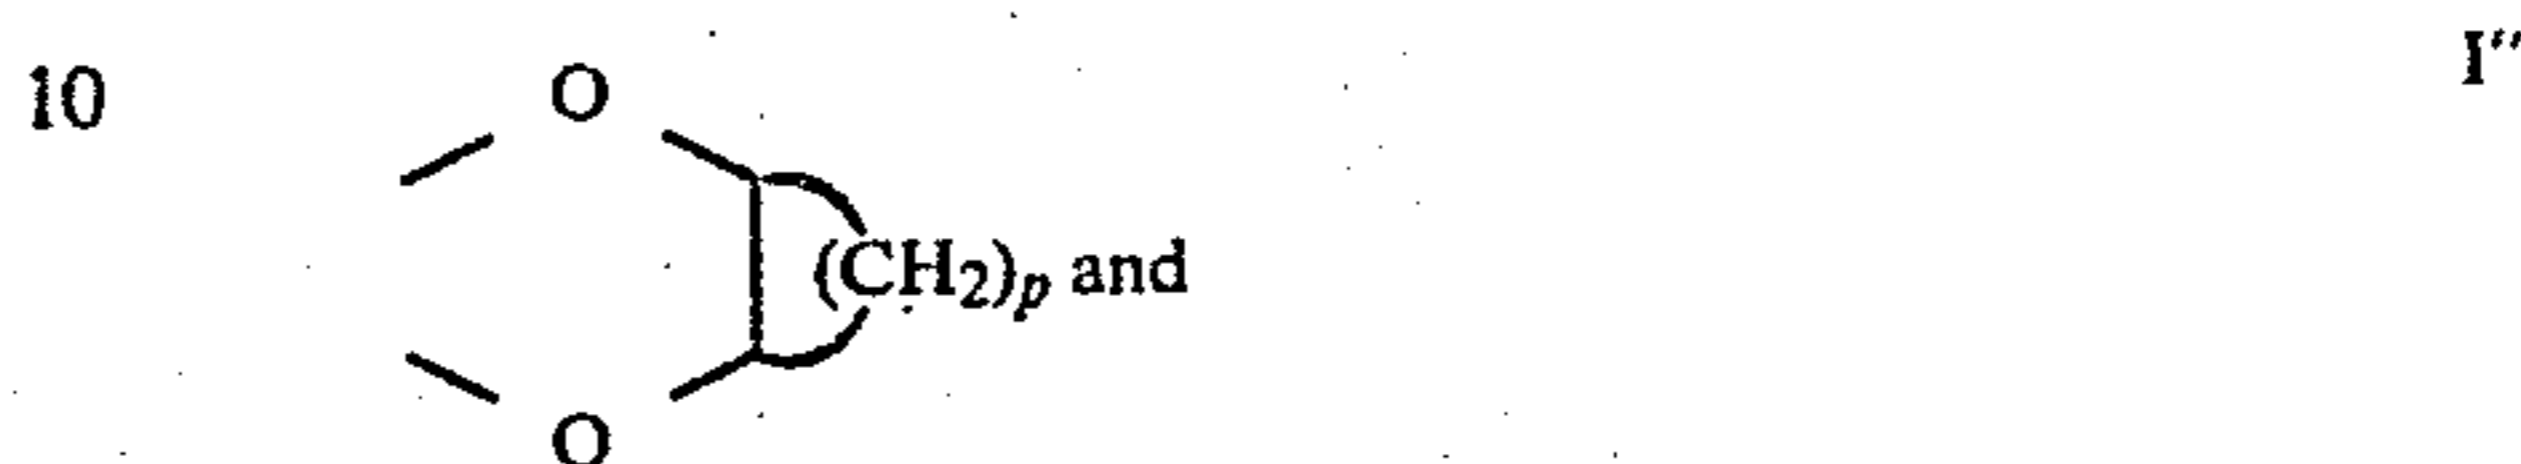 10 O I″
(CH₂)ₚ and
O